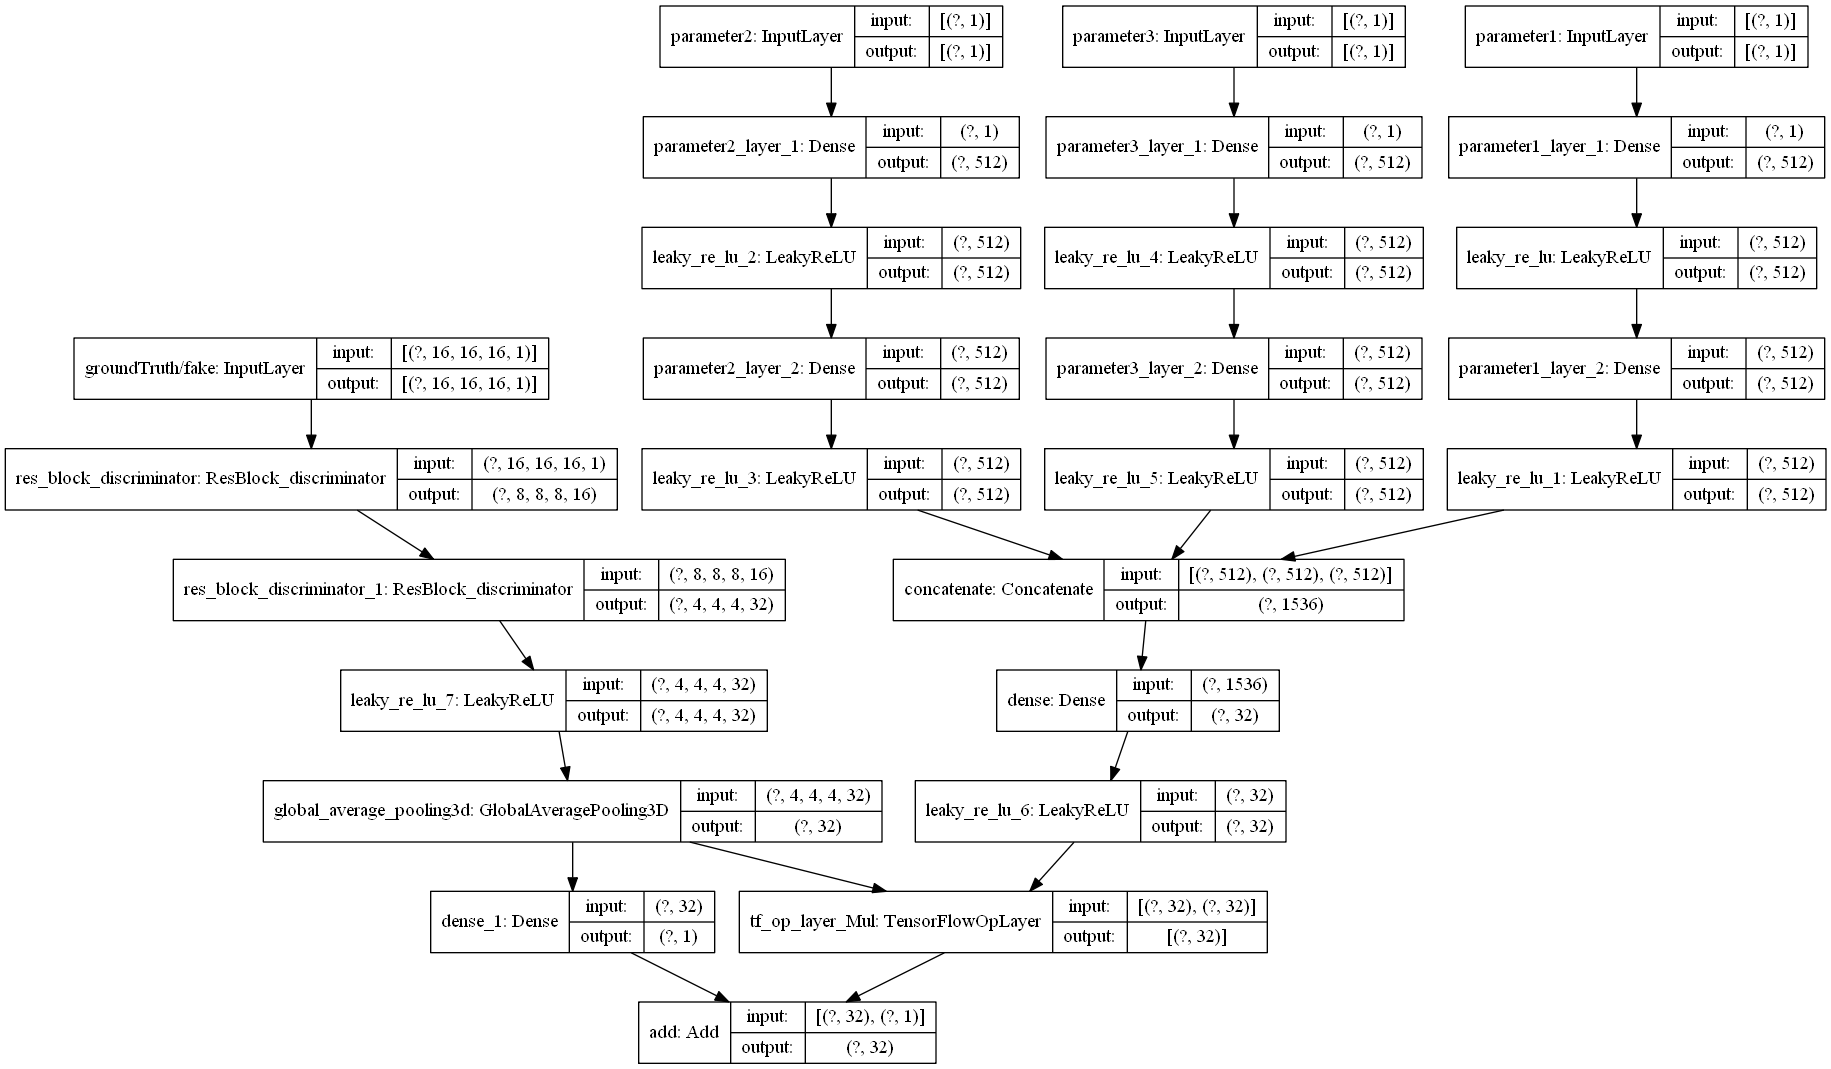 parameter2: InputLayer
input:
[(?, 1)]
output:
[(?, 1)]
parameter3: InputLayer
input:
[(?, 1)]
output:
[(?, 1)]
parameter1: InputLayer
input:
[(?, 1)]
output:
[(?, 1)]
parameter2_layer_1: Dense
input:
(?, 1)
output:
(?, 512)
parameter3_layer_1: Dense
input:
(?, 1)
output:
(?, 512)
parameter1_layer_1: Dense
input:
(?, 1)
output:
(?, 512)
leaky_re_lu_2: LeakyReLU
input:
(?, 512)
output:
(?, 512)
leaky_re_lu_4: LeakyReLU
input:
(?, 512)
output:
(?, 512)
leaky_re_lu: LeakyReLU
input:
(?, 512)
output:
(?, 512)
groundTruth/fake: InputLayer
input:
[(?, 16, 16, 16, 1)]
output:
[(?, 16, 16, 16, 1)]
parameter2_layer_2: Dense
input:
(?, 512)
output:
(?, 512)
parameter3_layer_2: Dense
input:
(?, 512)
output:
(?, 512)
parameter1_layer_2: Dense
input:
(?, 512)
output:
(?, 512)
res_block_discriminator: ResBlock_discriminator
input:
(?, 16, 16, 16, 1)
output:
(?, 8, 8, 8, 16)
leaky_re_lu_3: LeakyReLU
input:
(?, 512)
output:
(?, 512)
leaky_re_lu_5: LeakyReLU
input:
(?, 512)
output:
(?, 512)
leaky_re_lu_1: LeakyReLU
input:
(?, 512)
output:
(?, 512)
res_block_discriminator_1: ResBlock_discriminator
input:
(?, 8, 8, 8, 16)
output:
(?, 4, 4, 4, 32)
concatenate: Concatenate
input:
[(?, 512), (?, 512), (?, 512)]
output:
(?, 1536)
leaky_re_lu_7: LeakyReLU
input:
(?, 4, 4, 4, 32)
output:
(?, 4, 4, 4, 32)
dense: Dense
input:
(?, 1536)
output:
(?, 32)
global_average_pooling3d: GlobalAveragePooling3D
input:
(?, 4, 4, 4, 32)
output:
(?, 32)
leaky_re_lu_6: LeakyReLU
input:
(?, 32)
output:
(?, 32)
dense_1: Dense
input:
(?, 32)
output:
(?, 1)
tf_op_layer_Mul: TensorFlowOpLayer
input:
[(?, 32), (?, 32)]
output:
[(?, 32)]
add: Add
input:
[(?, 32), (?, 1)]
output:
(?, 32)